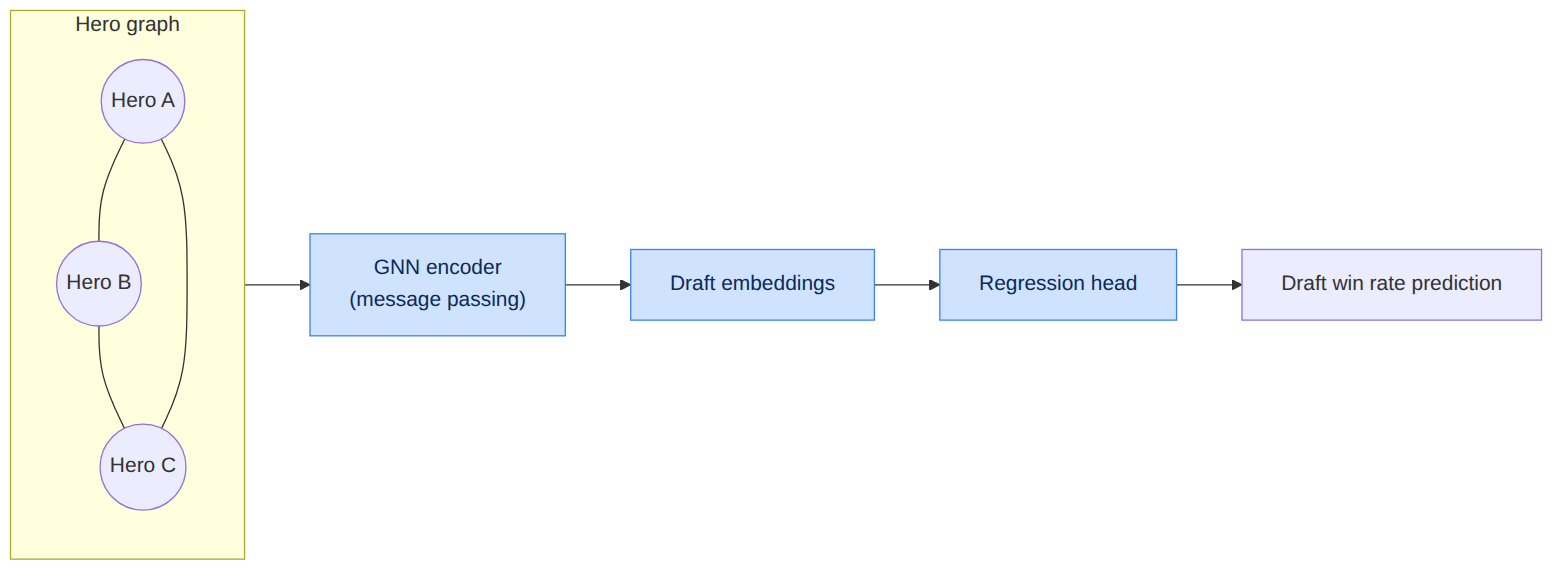 Hero graph
Hero A
Hero B
Hero C
GNN encoder
(message passing)
Draft embeddings
Regression head
Draft win rate prediction